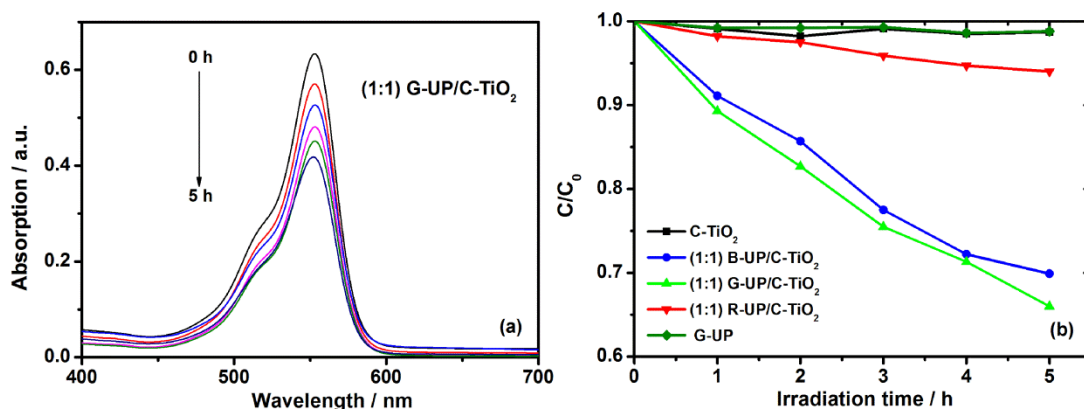 0 h
5 h
(1:1) G-UP/C-TiO₂
(a)
Absorption / a.u.
0.6
0.4
0.2
0.0
400
500
600
700
Wavelength / nm
C/C₀
1.0
0.9
0.8
0.7
0.6
C-TiO₂
(1:1) B-UP/C-TiO₂
(1:1) G-UP/C-TiO₂
(1:1) R-UP/C-TiO₂
G-UP
(b)
0
1
2
3
4
5
Irradiation time / h